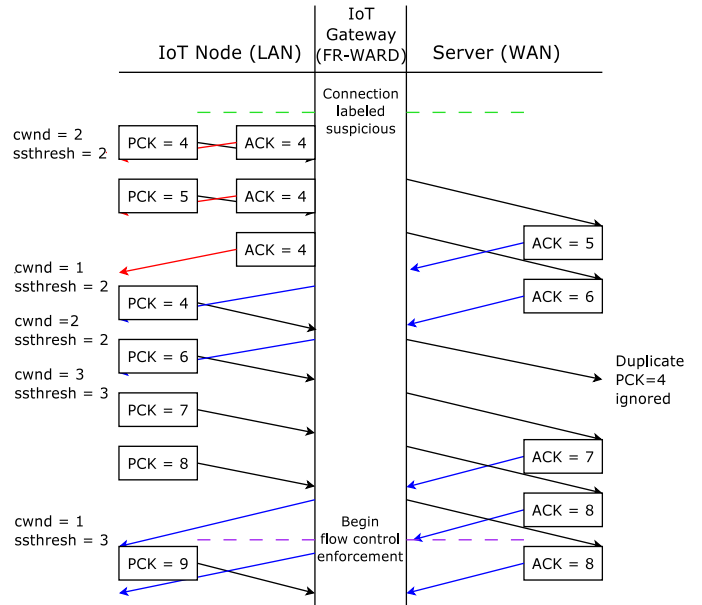 IoT
Gateway
(FR-WARD)
IoT Node (LAN)
Server (WAN)
Connection
labeled
suspicious
cwnd = 2
ssthresh = 2
PCK = 4
ACK = 4
PCK = 5
ACK = 4
ACK = 5
ACK = 4
cwnd = 1
ssthresh = 2
PCK = 4
ACK = 6
cwnd =2
ssthresh = 2
PCK = 6
Duplicate
PCK=4
ignored
cwnd = 3
ssthresh = 3
PCK = 7
PCK = 8
ACK = 7
cwnd = 1
ssthresh = 3
ACK = 8
Begin
flow control
enforcement
PCK = 9
ACK = 8